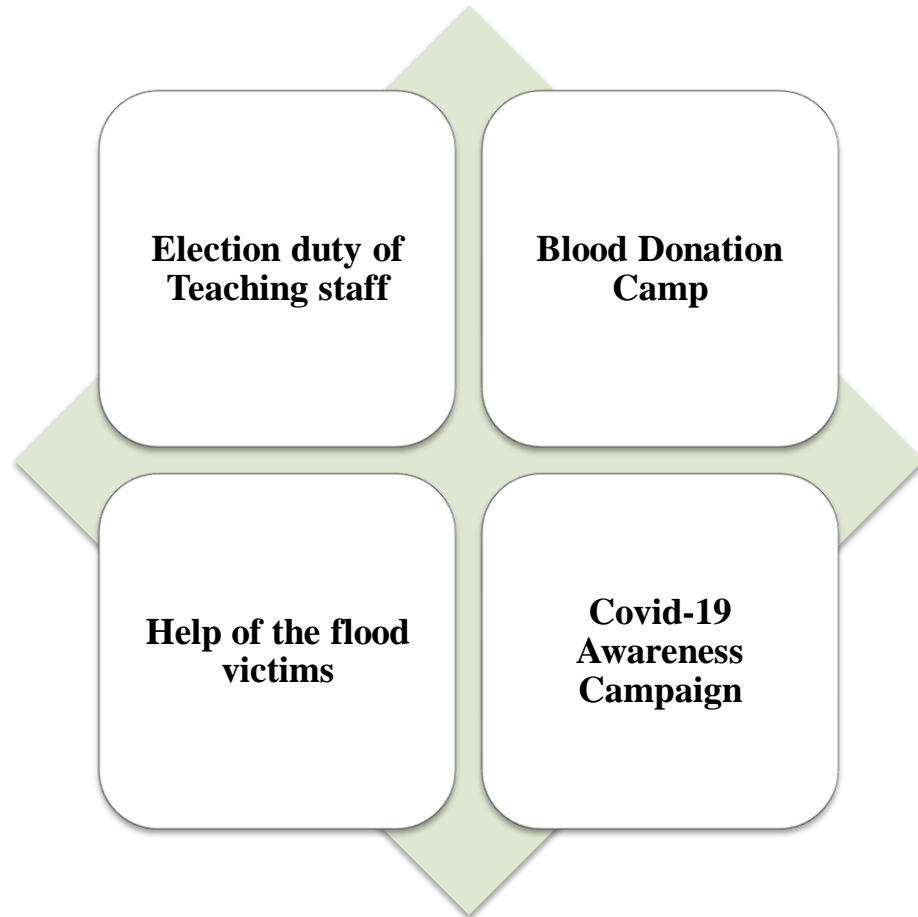 Election duty of
Teaching staff
Blood Donation
Camp
Help of the flood
victims
Covid-19
Awareness
Campaign